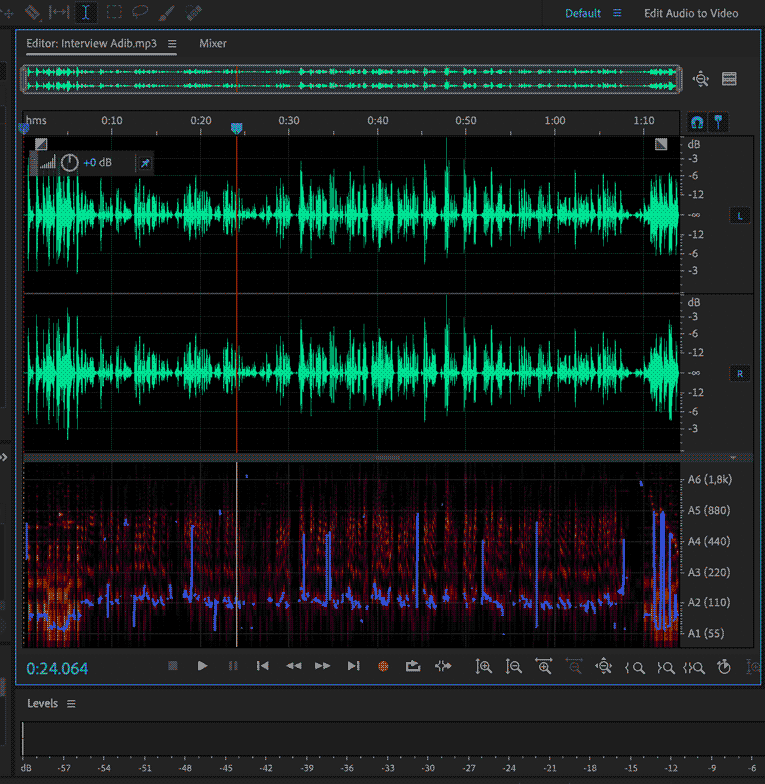 Default Edit Audio to Video
Editor: Interview Adib.mp3 Mixer
hms 0:10 0:20 0:30 0:40 0:50 1:00 1:10
dB
-3
-6
-12
-∞
-12
-6
-3
+0 dB
L
dB
-3
-6
-12
-∞
-12
-6
-3
R
A6 (1,8k)
A5 (880)
A4 (440)
A3 (220)
A2 (110)
A1 (55)
0:24.064
Levels
dB -57 -54 -51 -48 -45 -42 -39 -36 -33 -30 -27 -24 -21 -18 -15 -12 -9 -6